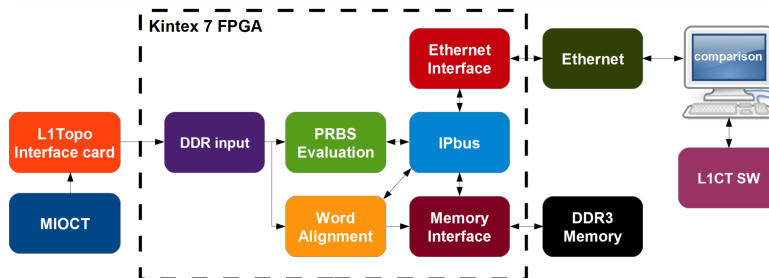 Kintex 7 FPGA
Ethernet
Interface
Ethernet
comparison
L1Topo
Interface card
DDR input
PRBS
Evaluation
IPbus
L1CT SW
MIOCT
Word
Alignment
Memory
Interface
DDR3
Memory